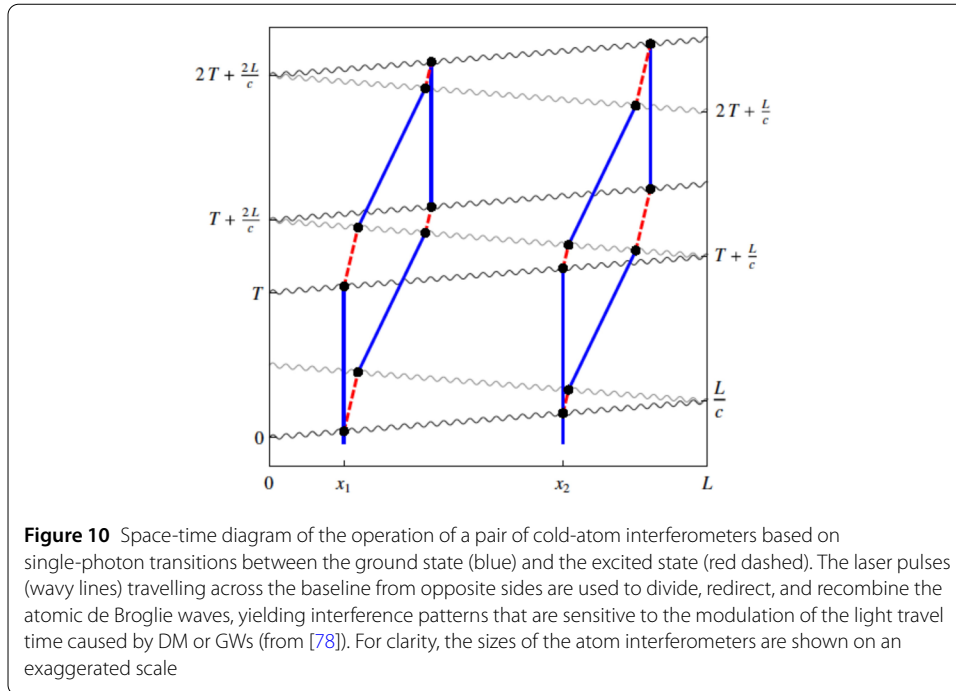 2T + 2L/c
2T + L/c
T + 2L/c
T + L/c
T
L/c
0
0 x₁ x₂ L
Figure 10 Space-time diagram of the operation of a pair of cold-atom interferometers based on
single-photon transitions between the ground state (blue) and the excited state (red dashed). The laser pulses
(wavy lines) travelling across the baseline from opposite sides are used to divide, redirect, and recombine the
atomic de Broglie waves, yielding interference patterns that are sensitive to the modulation of the light travel
time caused by DM or GWs (from [78]). For clarity, the sizes of the atom interferometers are shown on an
exaggerated scale